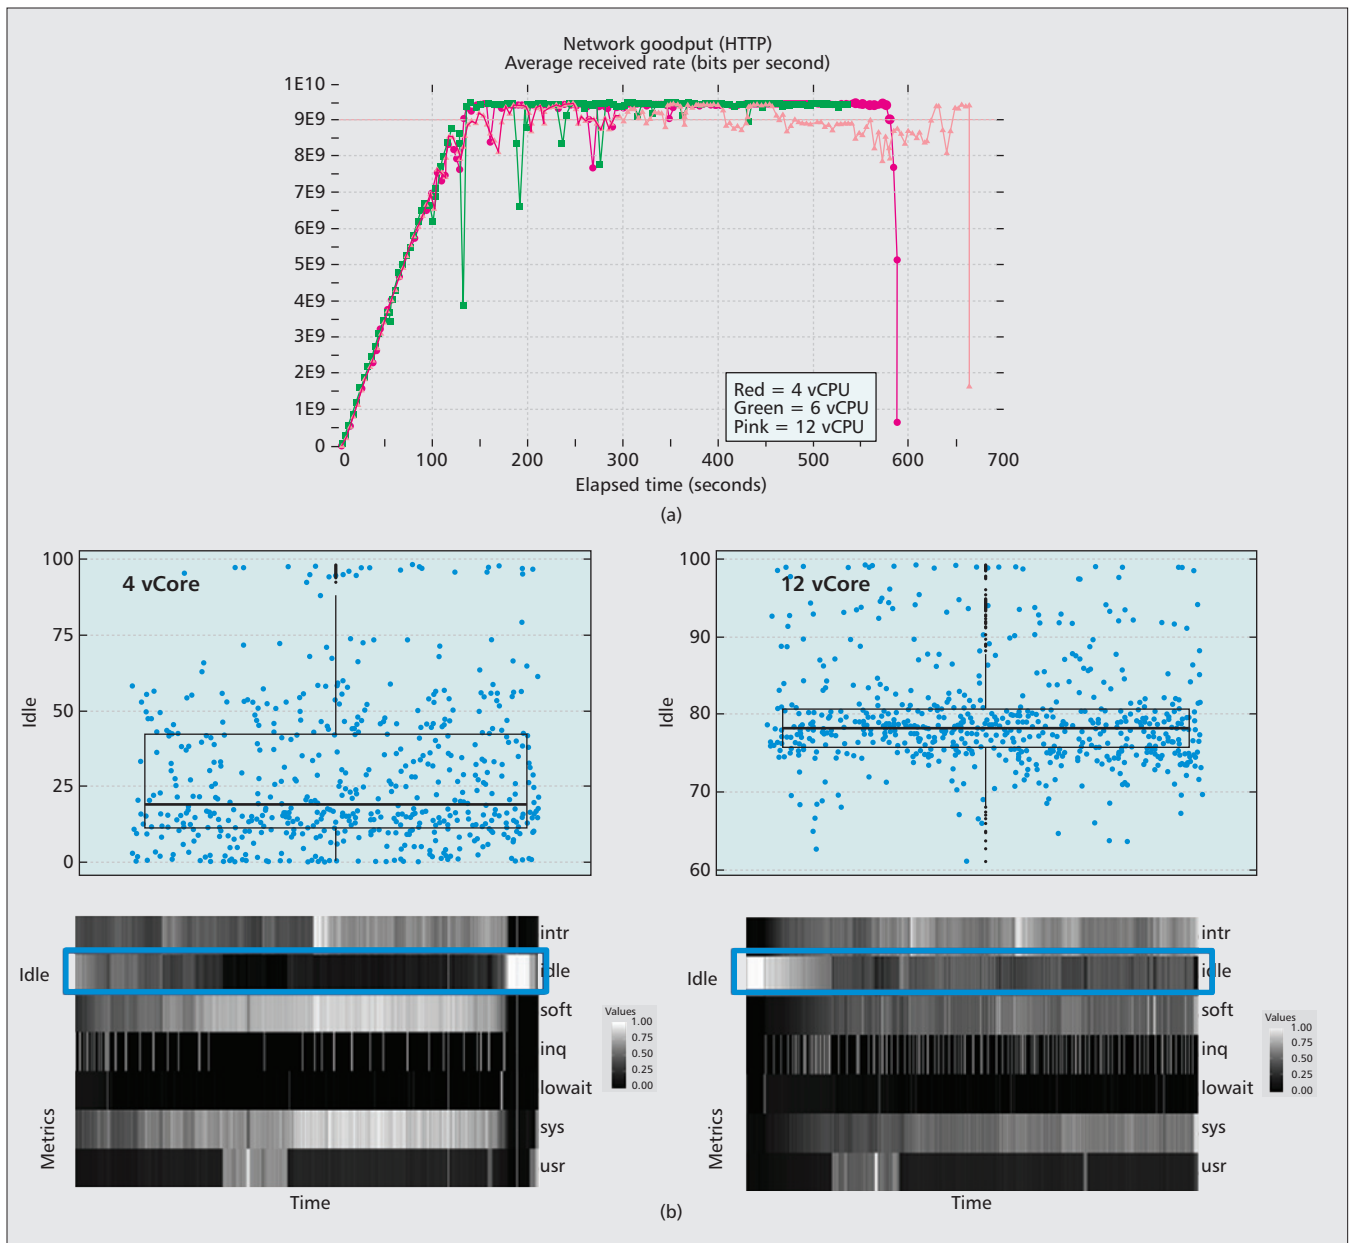 Network goodput (HTTP)
Average received rate (bits per second)
1E10
9E9
8E9
7E9
6E9
5E9
4E9
3E9
2E9
1E9
0
Red = 4 vCPU
Green = 6 vCPU
Pink = 12 vCPU
0 100 200 300 400 500 600 700
Elapsed time (seconds)
(a)
100
75
50
25
0
Idle
4 vCore
100
90
80
70
60
Idle
12 vCore
Idle
Metrics
intr
idle
soft
inq
lowait
sys
usr
Time
Values
1.00
0.75
0.50
0.25
0.00
Idle
Metrics
intr
idle
soft
inq
lowait
sys
usr
Time
Values
1.00
0.75
0.50
0.25
0.00
(b)